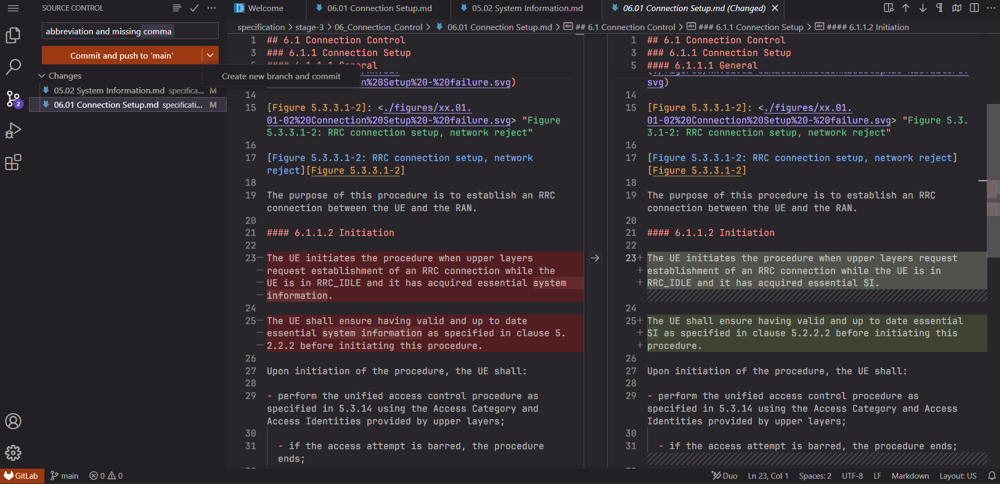 SOURCE CONTROL
abbreviation and missing comma
Commit and push to 'main'
Create new branch and commit
Changes
05.02 System Information.md specifica... M
06.01 Connection Setup.md specificati... M
2
Welcome
06.01 Connection Setup.md
05.02 System Information.md
06.01 Connection Setup.md (Changed)
specification > stage-3 > 06_Connection_Control > 06.01 Connection Setup.md > ## 6.1 Connection Control > ### 6.1.1 Connection Setup > #### 6.1.1.2 Initiation
1 ## 6.1 Connection Control
3 ### 6.1.1 Connection Setup
5 #### 6.1.1.1 General
n%20Setup%20-%20failure.svg)
14
15 [Figure 5.3.3.1-2]: <./figures/xx.01.
01-02%20Connection%20Setup%20-%20failure.svg> "Figure
5.3.3.1-2: RRC connection setup, network reject"
16
17 [Figure 5.3.3.1-2: RRC connection setup, network
reject][Figure 5.3.3.1-2]
18
19 The purpose of this procedure is to establish an RRC
connection between the UE and the RAN.
20
21 #### 6.1.1.2 Initiation
22
23− The UE initiates the procedure when upper layers
− request establishment of an RRC connection while the
− UE is in RRC_IDLE and it has acquired essential system
− information.
24
25− The UE shall ensure having valid and up to date
− essential system information as specified in clause 5.
− 2.2.2 before initiating this procedure.
26
27 Upon initiation of the procedure, the UE shall:
28
29 - perform the unified access control procedure as
specified in 5.3.14 using the Access Category and
Access Identities provided by upper layers;
30
31 - if the access attempt is barred, the procedure
ends;
1 ## 6.1 Connection Control
3 ### 6.1.1 Connection Setup
5 #### 6.1.1.1 General
svg)
14
15 [Figure 5.3.3.1-2]: <./figures/xx.01.
01-02%20Connection%20Setup%20-%20failure.svg> "Figure 5.3.
3.1-2: RRC connection setup, network reject"
16
17 [Figure 5.3.3.1-2: RRC connection setup, network reject]
[Figure 5.3.3.1-2]
18
19 The purpose of this procedure is to establish an RRC
connection between the UE and the RAN.
20
21 #### 6.1.1.2 Initiation
22
23+ The UE initiates the procedure when upper layers request
+ establishment of an RRC connection while the UE is in
+ RRC_IDLE and it has acquired essential SI.
24
25+ The UE shall ensure having valid and up to date essential
+ SI as specified in clause 5.2.2.2 before initiating this
+ procedure.
26
27 Upon initiation of the procedure, the UE shall:
28
29 - perform the unified access control procedure as
specified in 5.3.14 using the Access Category and Access
Identities provided by upper layers;
30
31 - if the access attempt is barred, the procedure ends;
GitLab main 0 0 Duo Ln 23, Col 1 Spaces: 2 UTF-8 LF Markdown Layout: US